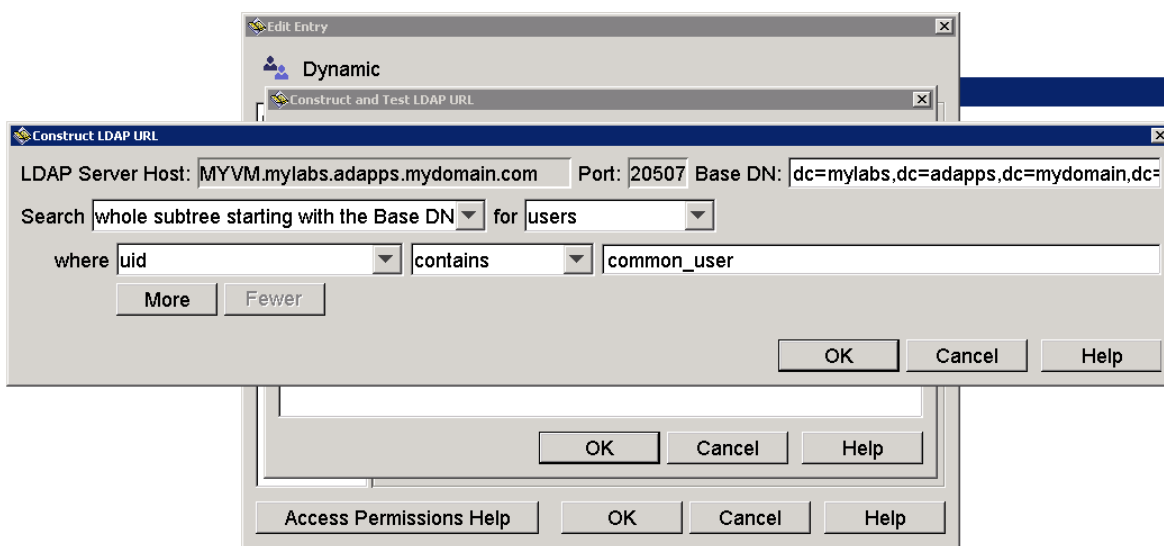 Edit Entry
Dynamic
Construct and Test LDAP URL
Construct LDAP URL
LDAP Server Host: MYVM.mylabs.adapps.mydomain.com Port: 20507 Base DN: dc=mylabs,dc=adapps,dc=mydomain,dc=
Search whole subtree starting with the Base DN for users
where uid contains common_user
More Fewer
OK Cancel Help
OK Cancel Help
Access Permissions Help OK Cancel Help